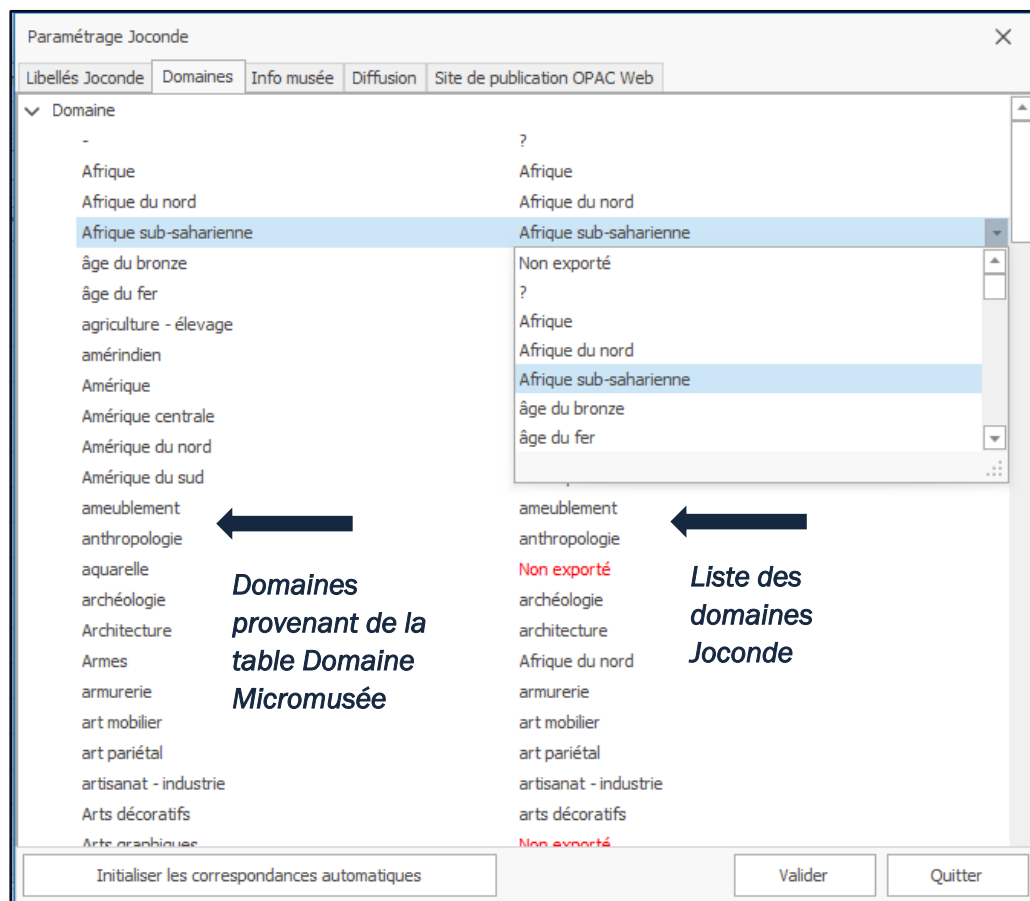 Paramétrage Joconde
Libellés Joconde Domaines Info musée Diffusion Site de publication OPAC Web
Domaine
- ?
Afrique Afrique
Afrique du nord Afrique du nord
Afrique sub-saharienne Afrique sub-saharienne
âge du bronze Non exporté
âge du fer ?
agriculture - élevage Afrique
amérindien Afrique du nord
Amérique Afrique sub-saharienne
Amérique centrale âge du bronze
Amérique du nord âge du fer
Amérique du sud
ameublement ameublement
anthropologie anthropologie
aquarelle Non exporté
archéologie archéologie
Architecture architecture
Armes Afrique du nord
armurerie armurerie
art mobilier art mobilier
art pariétal art pariétal
artisanat - industrie artisanat - industrie
Arts décoratifs arts décoratifs
Arts graphiques Non exporté
Domaines
provenant de la
table Domaine
Micromusée
Liste des
domaines
Joconde
Initialiser les correspondances automatiques Valider Quitter